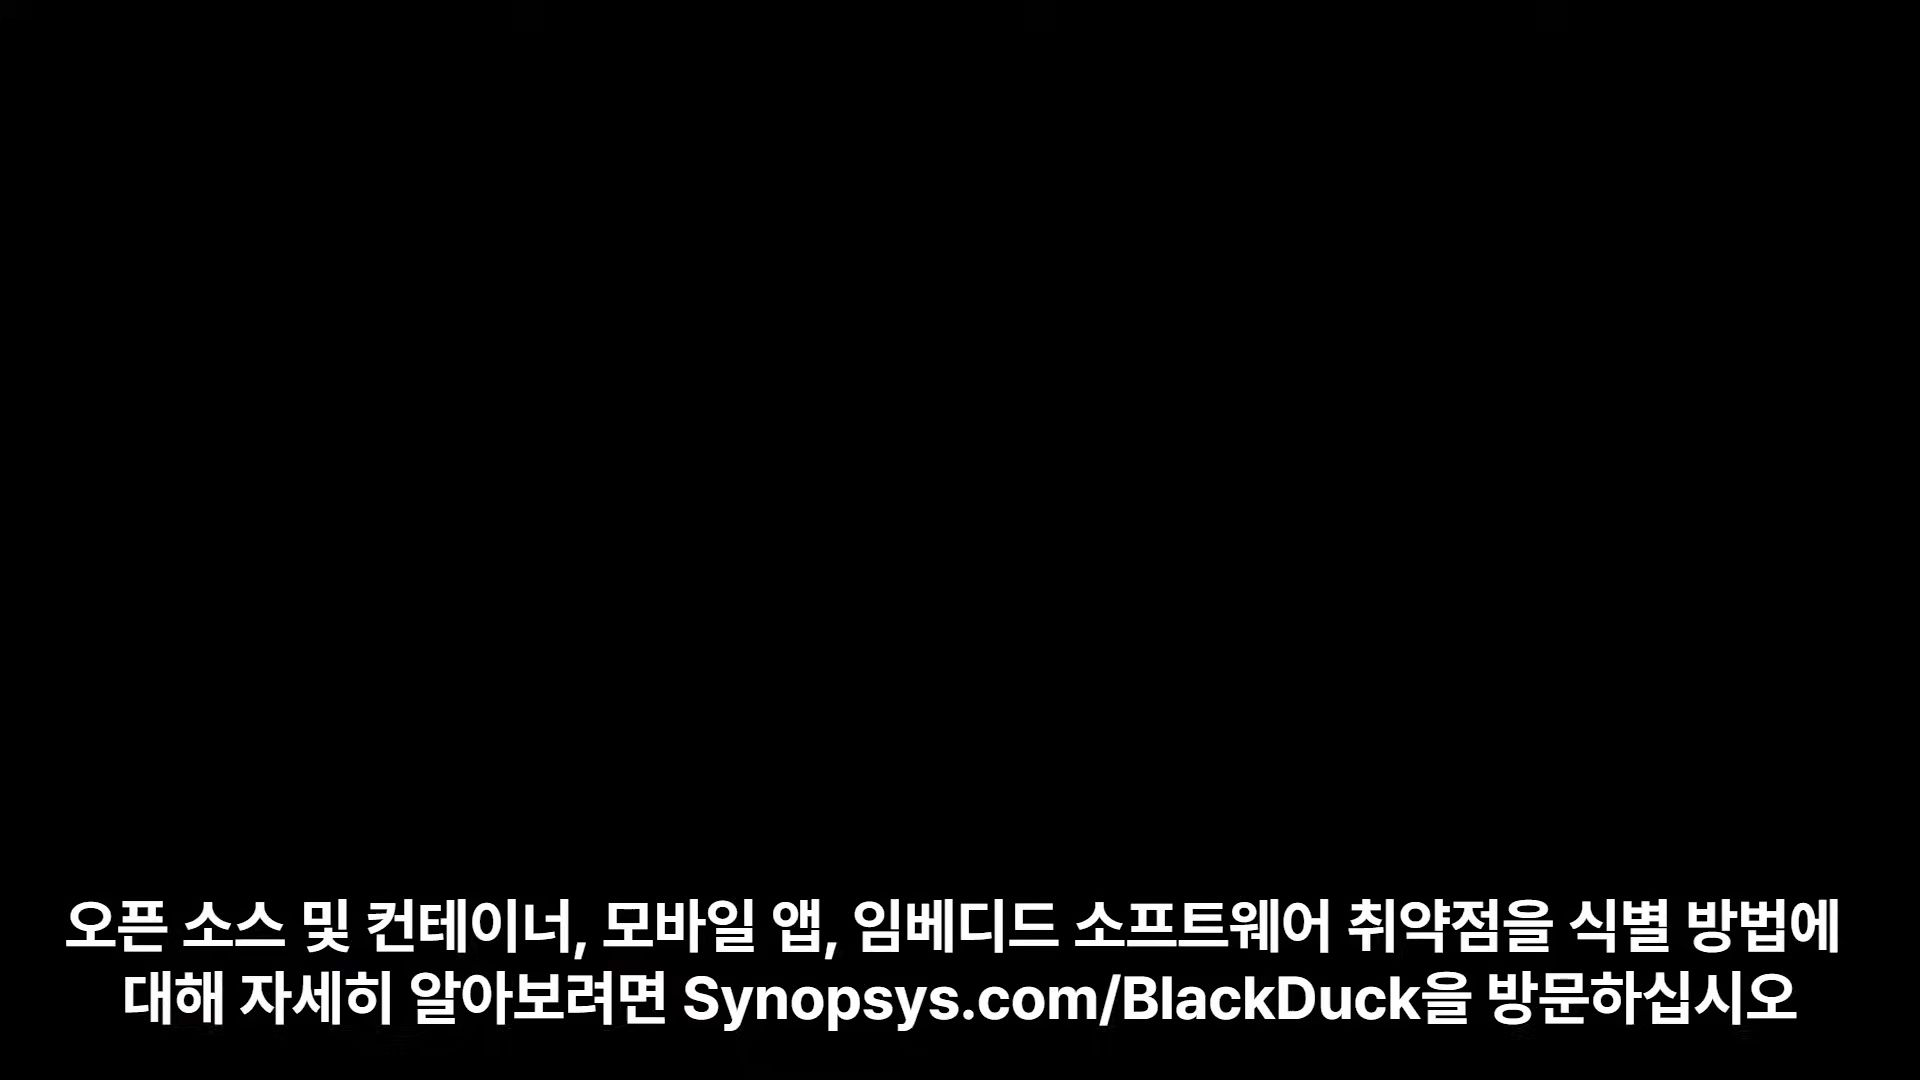 오픈 소스 및 컨테이너, 모바일 앱, 임베디드 소프트웨어 취약점을 식별 방법에
대해 자세히 알아보려면 Synopsys.com/BlackDuck을 방문하십시오